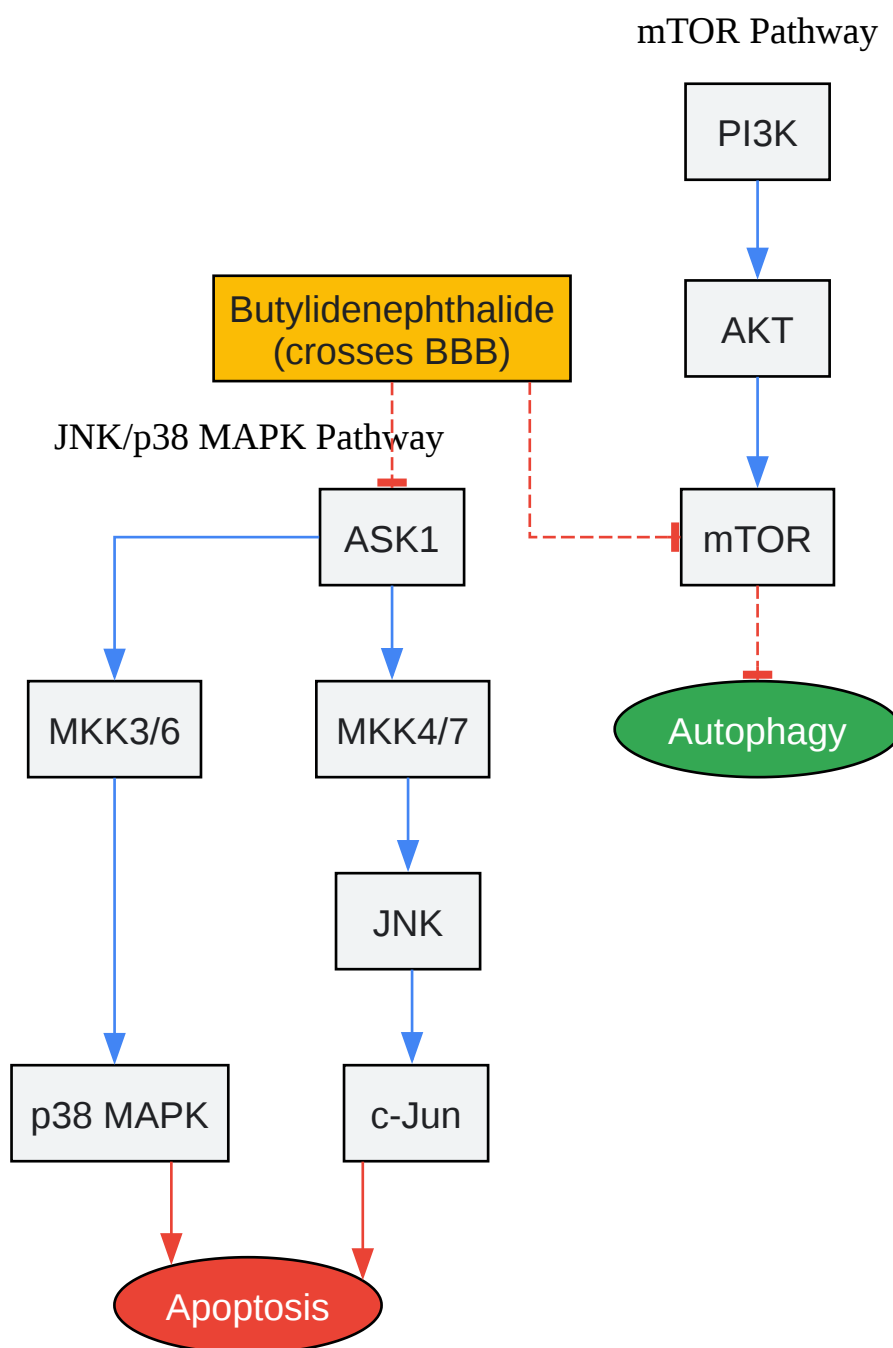 mTOR Pathway
PI3K
Butylidenephthalide
(crosses BBB)
AKT
JNK/p38 MAPK Pathway
ASK1
mTOR
MKK3/6
MKK4/7
Autophagy
JNK
p38 MAPK
c-Jun
Apoptosis